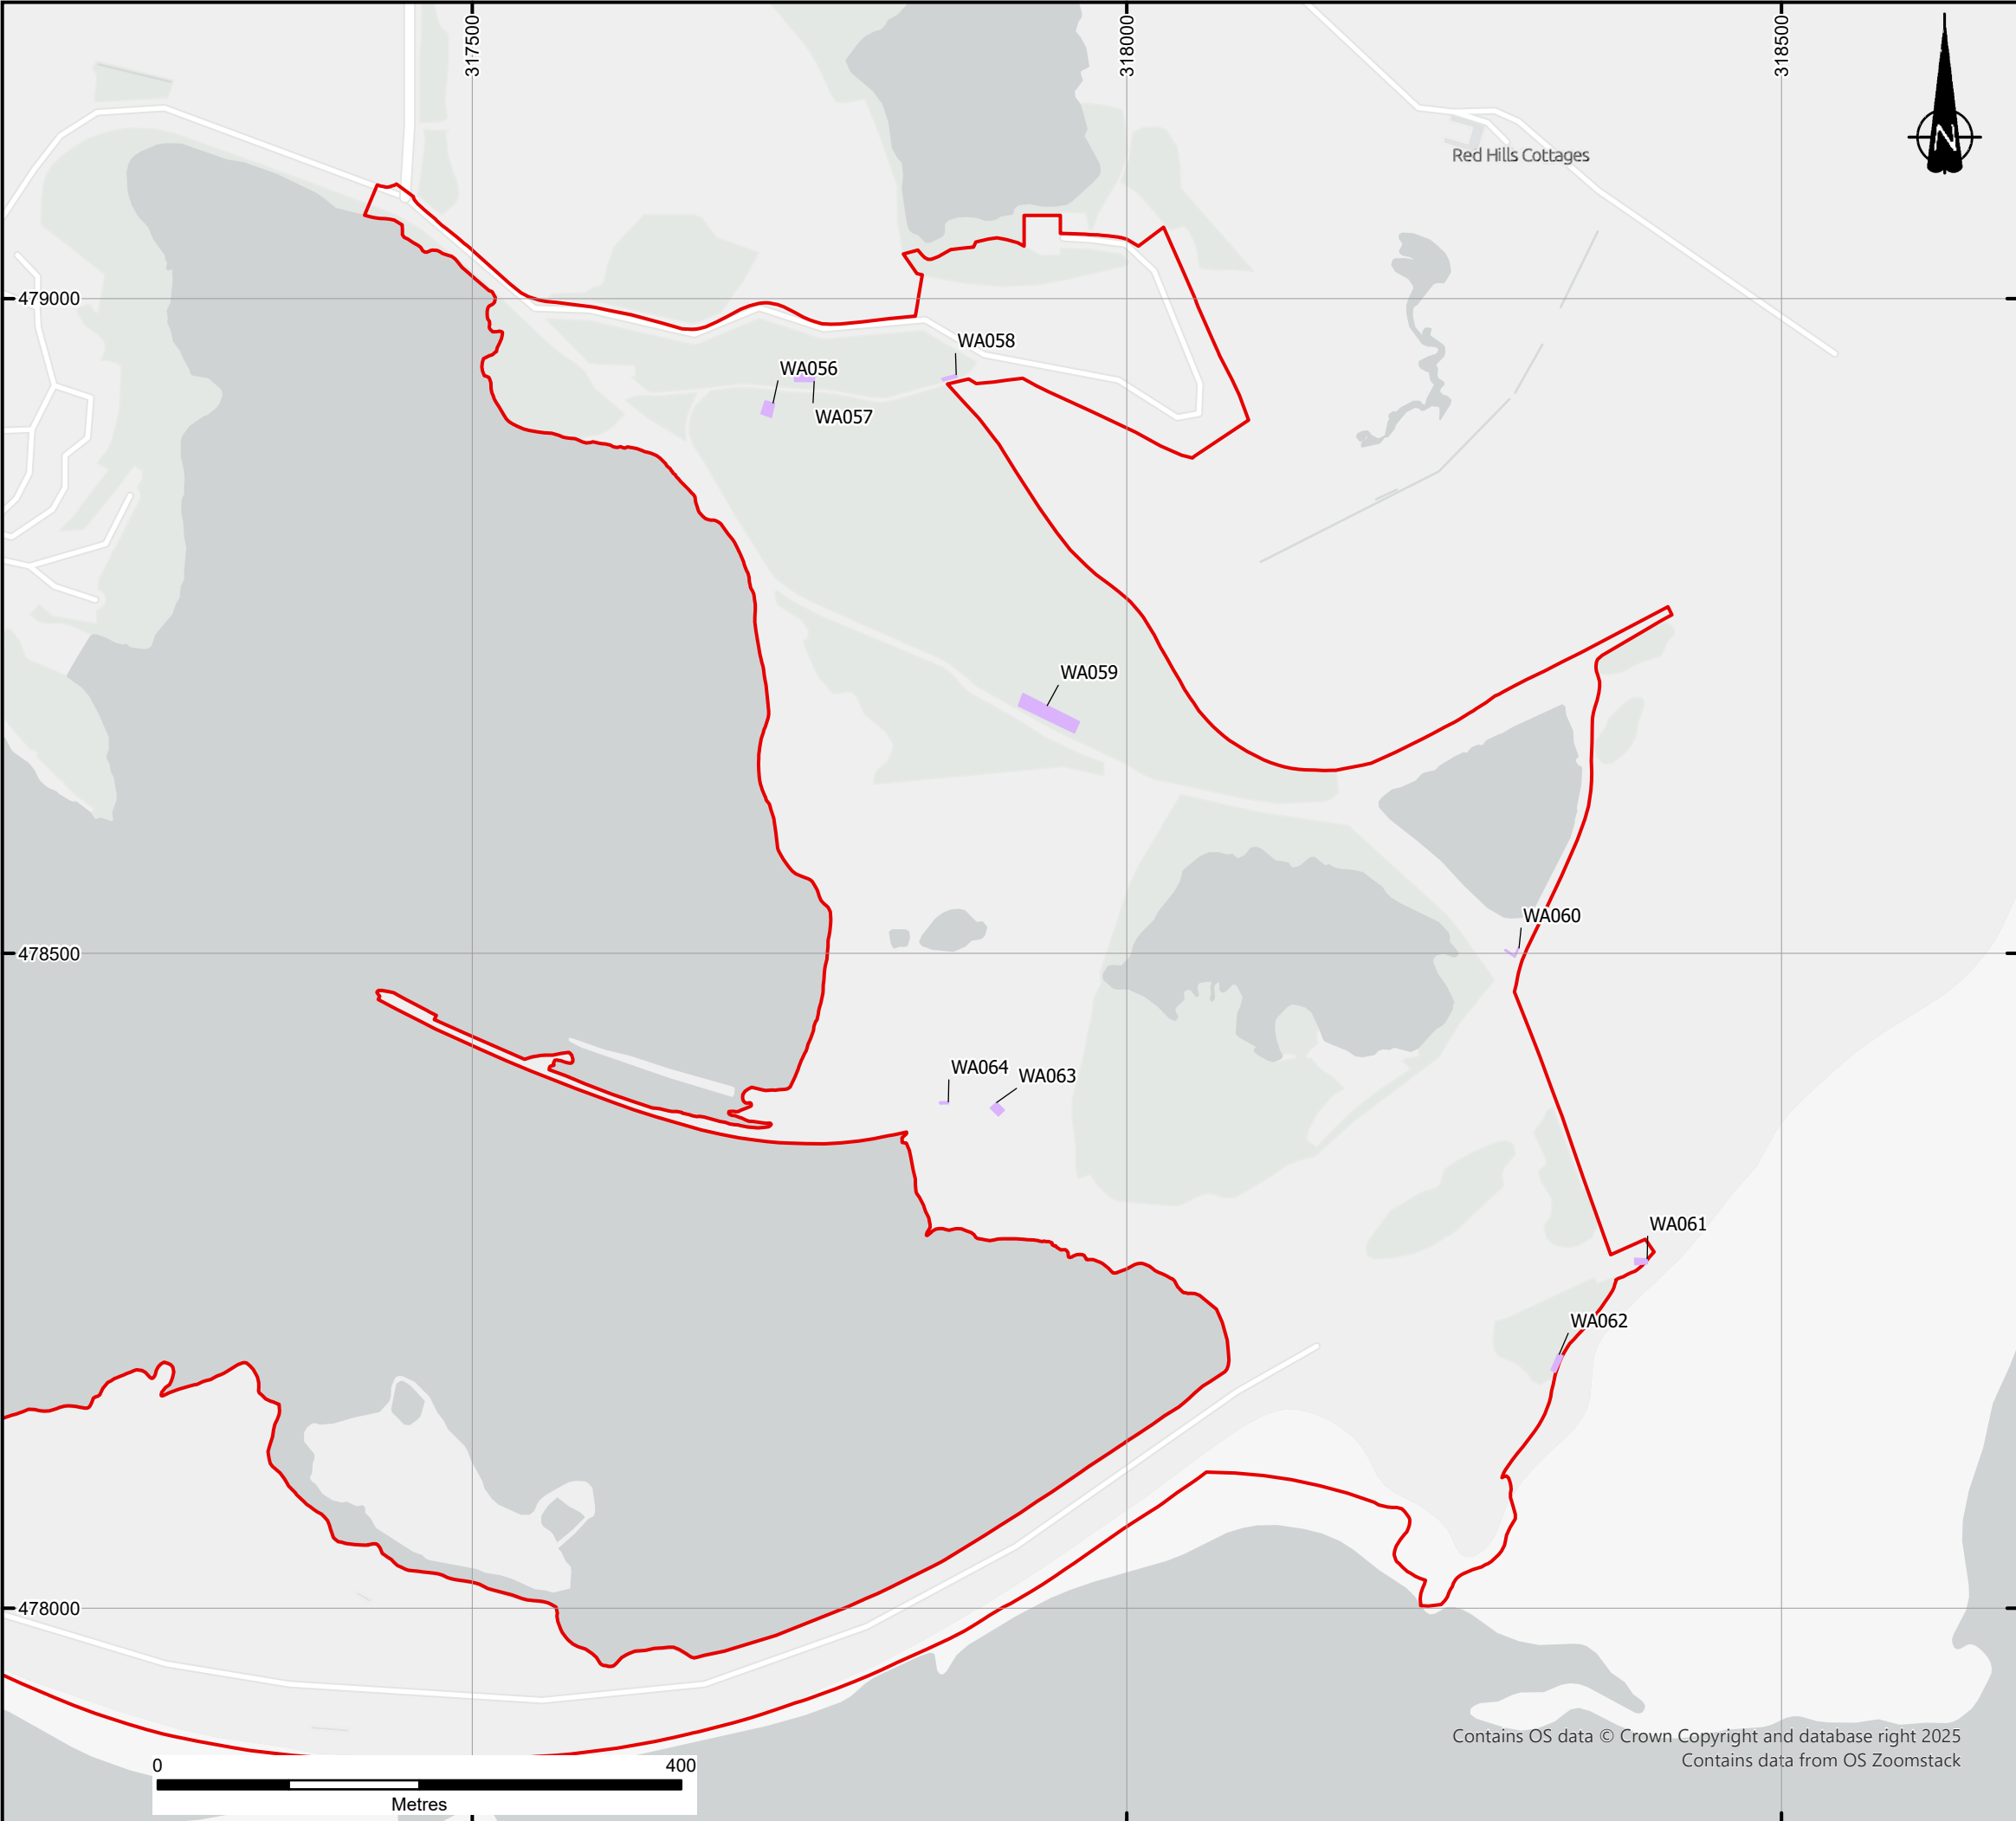 317500
318000
318500
N
Red Hills Cottages
479000
WA058
WA056
WA057
WA059
WA060
478500
WA064
WA063
WA061
WA062
478000
Contains OS data © Crown Copyright and database right 2025
Contains data from OS Zoomstack
0 400
Metres